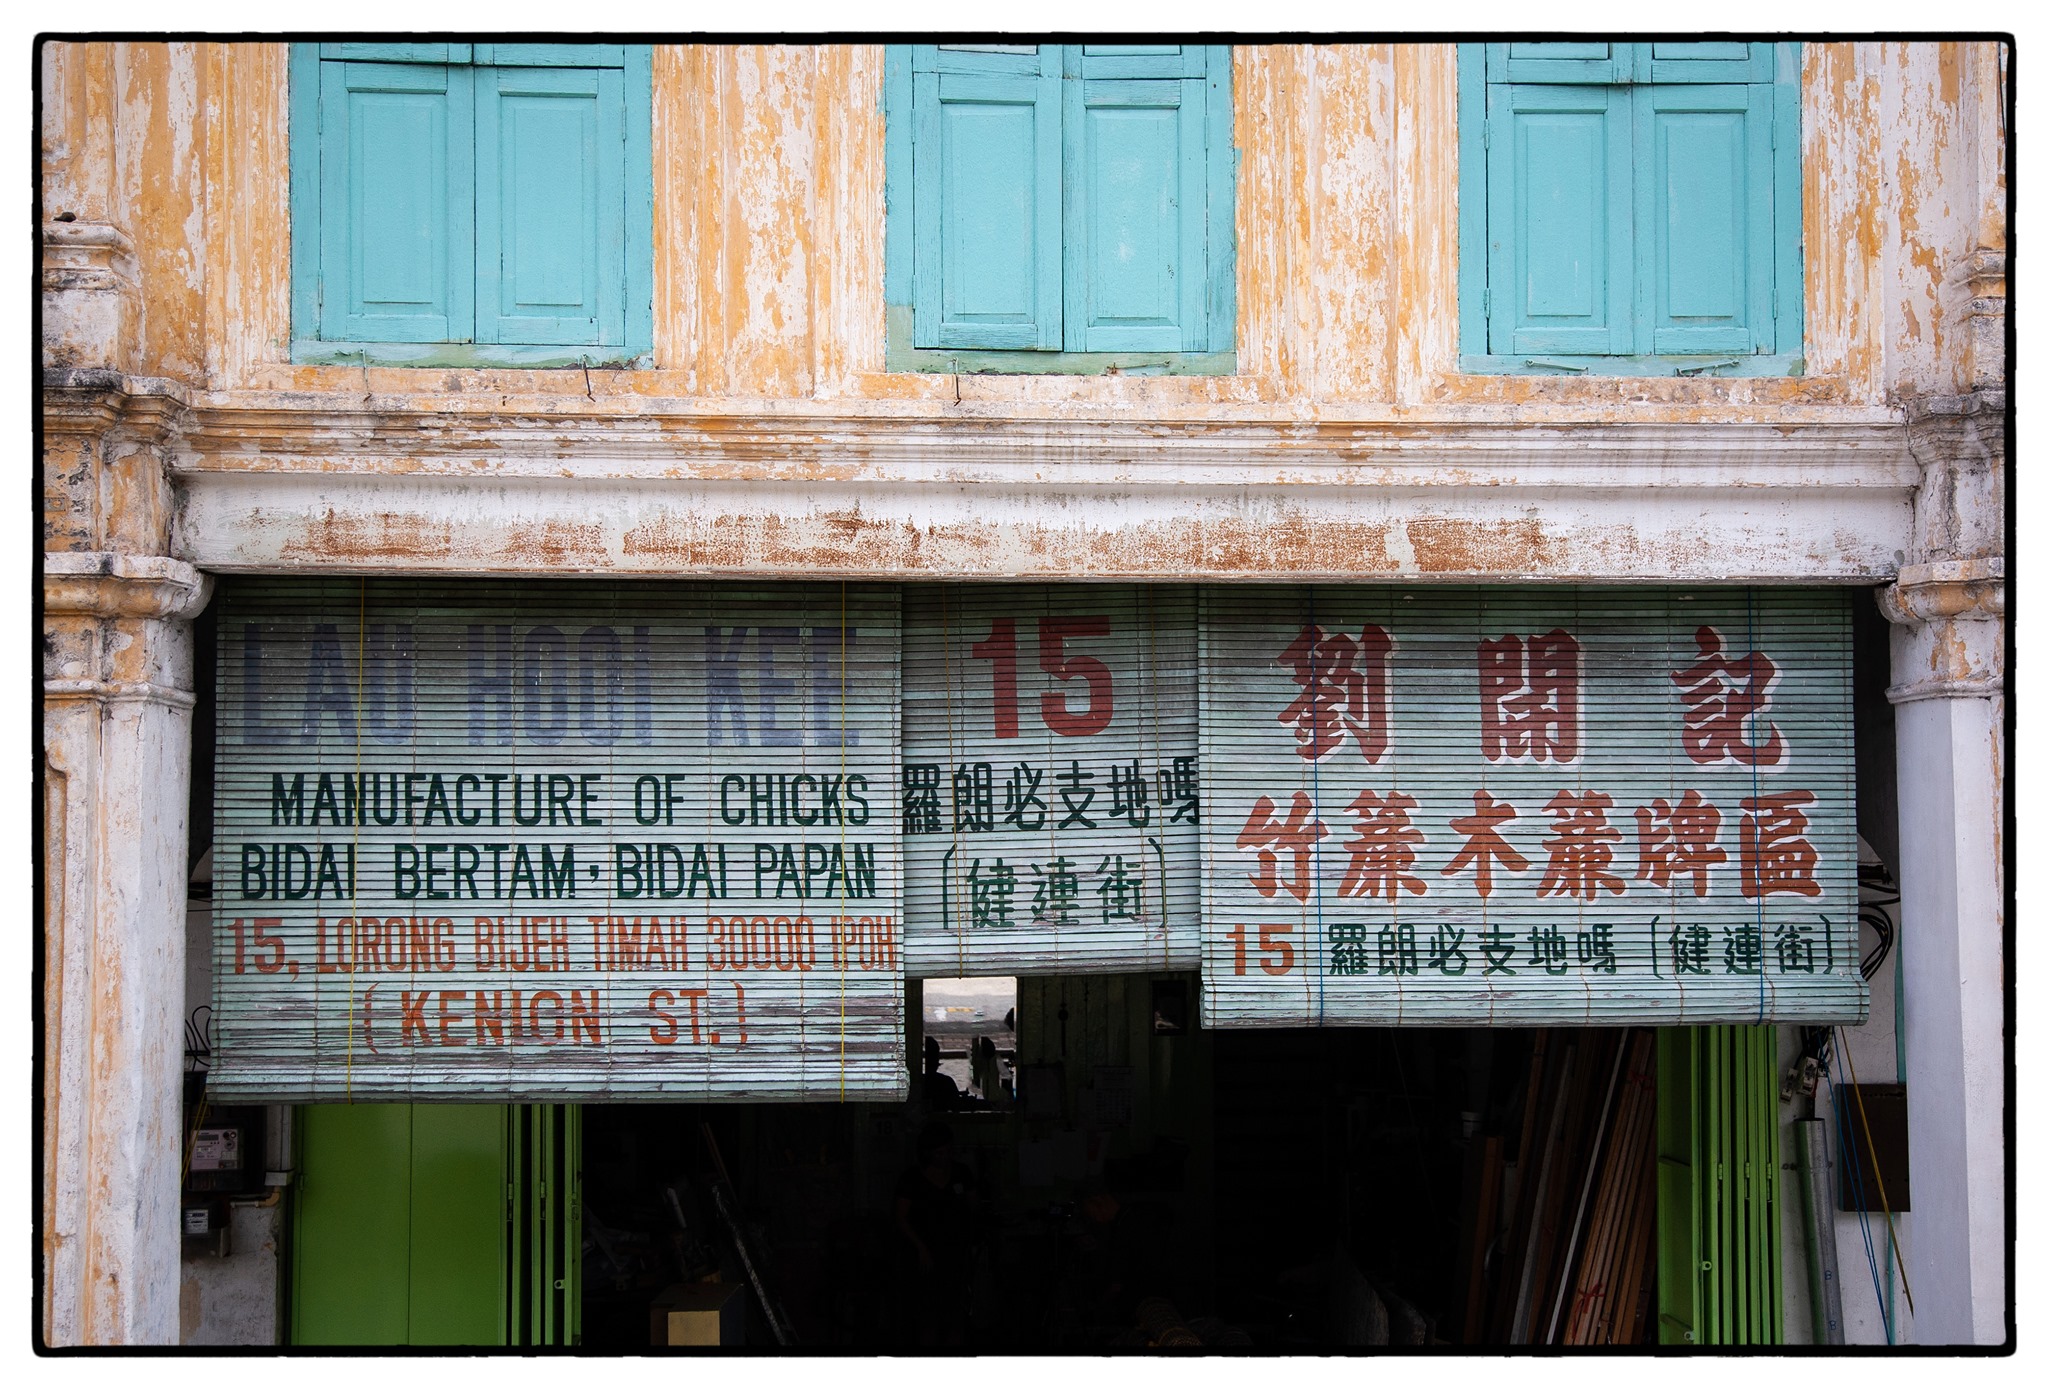 LAU HOOI KEE
MANUFACTURE OF CHICKS
BIDAI BERTAM, BIDAI PAPAN
15, LORONG BIJEH TIMAH 30000 IPOH
(KENION ST.)
15
羅朗必支地嗎
(健連街)
劉開記
竹簾木簾牌區
15 羅朗必支地嗎 (健連街)